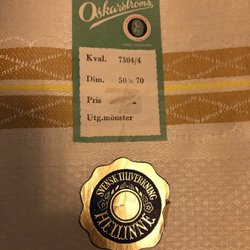 Oskarströms
Kval. 7304/4
Dim. 50 × 70
Pris —
Utg.mönster
SVENSK TILLVERKNING
HELLINNE